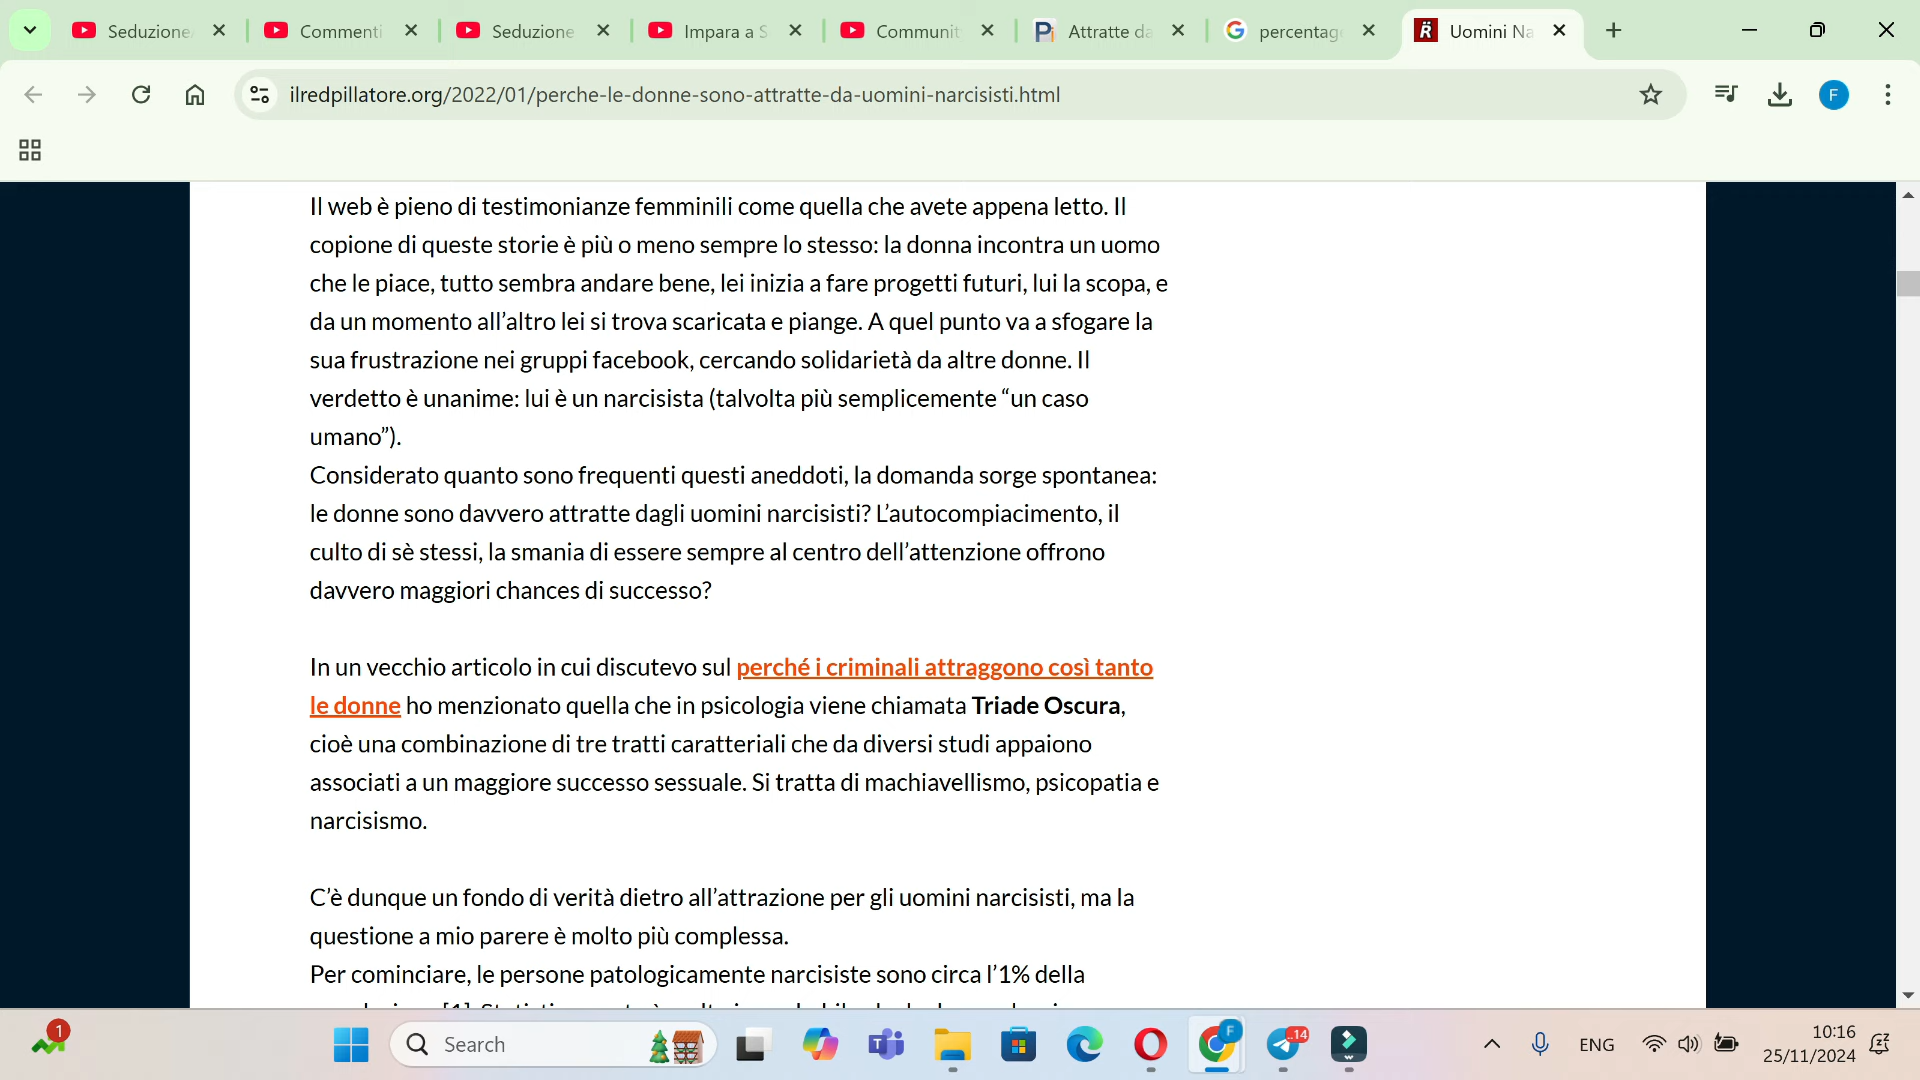 Seduzione
Commenti
Seduzione
Impara a S
Communit
Attratte da
percentag
Uomini Na
ilredpillatore.org/2022/01/perche-le-donne-sono-attratte-da-uomini-narcisisti.html
F
Il web è pieno di testimonianze femminili come quella che avete appena letto. Il
copione di queste storie è più o meno sempre lo stesso: la donna incontra un uomo
che le piace, tutto sembra andare bene, lei inizia a fare progetti futuri, lui la scopa, e
da un momento all’altro lei si trova scaricata e piange. A quel punto va a sfogare la
sua frustrazione nei gruppi facebook, cercando solidarietà da altre donne. Il
verdetto è unanime: lui è un narcisista (talvolta più semplicemente “un caso
umano”).
Considerato quanto sono frequenti questi aneddoti, la domanda sorge spontanea:
le donne sono davvero attratte dagli uomini narcisisti? L’autocompiacimento, il
culto di sè stessi, la smania di essere sempre al centro dell’attenzione offrono
davvero maggiori chances di successo?
In un vecchio articolo in cui discutevo sul perché i criminali attraggono così tanto
le donne ho menzionato quella che in psicologia viene chiamata Triade Oscura,
cioè una combinazione di tre tratti caratteriali che da diversi studi appaiono
associati a un maggiore successo sessuale. Si tratta di machiavellismo, psicopatia e
narcisismo.
C’è dunque un fondo di verità dietro all’attrazione per gli uomini narcisisti, ma la
questione a mio parere è molto più complessa.
Per cominciare, le persone patologicamente narcisiste sono circa l’1% della
1
Search
F
..14
ENG
10:16
25/11/2024